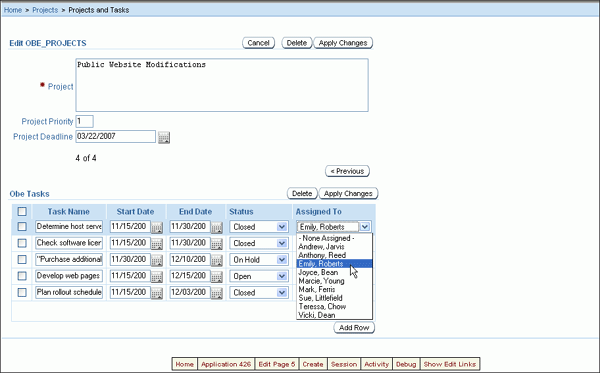 Home > Projects > Projects and Tasks
Edit OBE_PROJECTS Cancel Delete Apply Changes
Public Website Modifications
* Project
Project Priority 1
Project Deadline 03/22/2007
4 of 4
< Previous
Obe Tasks Delete Apply Changes
Task Name Start Date End Date Status Assigned To
Determine host serve 11/15/200 11/30/200 Closed Emily, Roberts
Check software licer 11/15/200 11/30/200 Closed
"Purchase additional 11/30/200 12/10/200 On Hold
Develop web pages 11/15/200 12/15/200 Open
Plan rollout schedule 11/15/200 12/03/200 Closed
- None Assigned -
Andrew, Jarvis
Anthony, Reed
Emily, Roberts
Joyce, Bean
Marcie, Young
Mark, Ferris
Sue, Littlefield
Teressa, Chow
Vicki, Dean
Add Row
Home Application 426 Edit Page 5 Create Session Activity Debug Show Edit Links